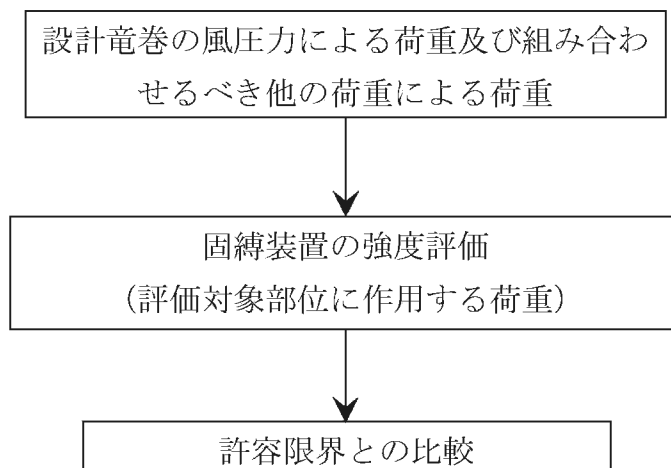 設計竜巻の風圧力による荷重及び組み合わ
せるべき他の荷重による荷重
固縛装置の強度評価
(評価対象部位に作用する荷重)
許容限界との比較